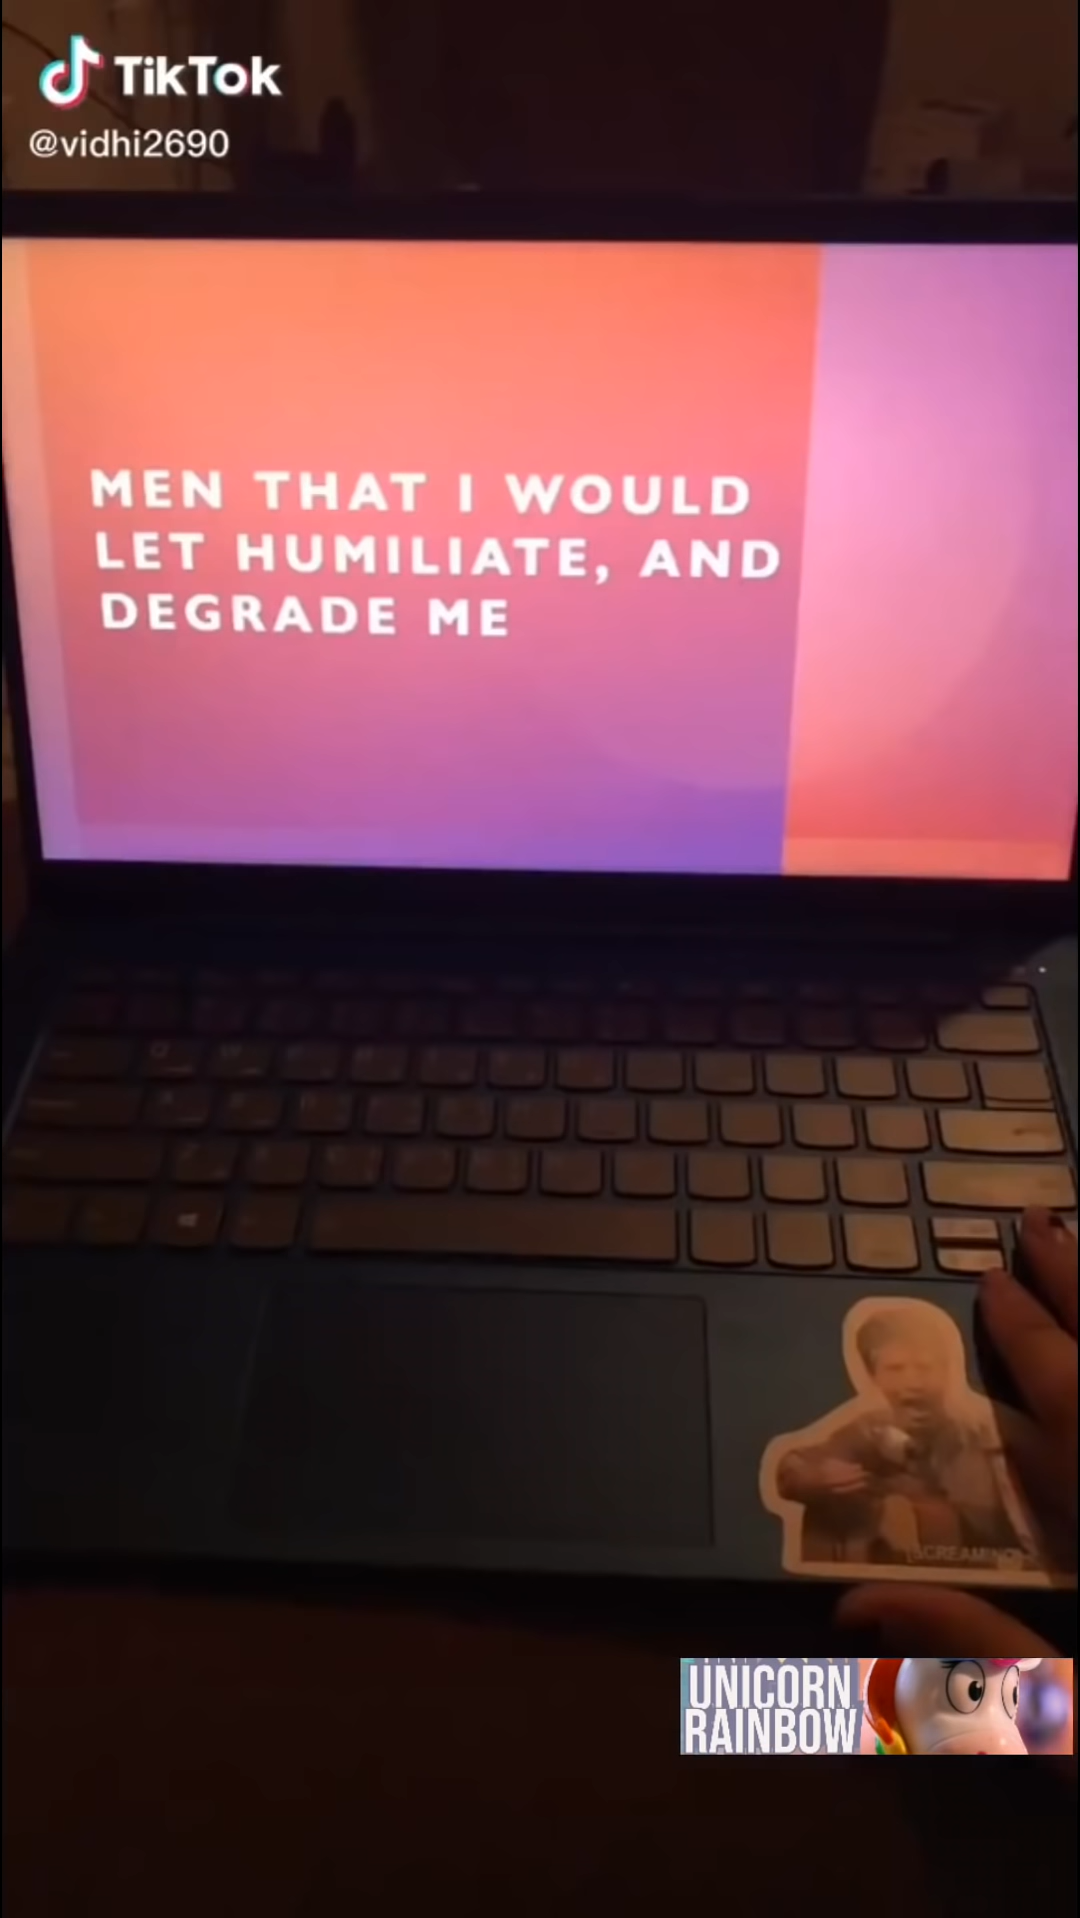 TikTok
@vidhi2690
MEN THAT I WOULD
LET HUMILIATE, AND
DEGRADE ME
UNICORN
RAINBOW